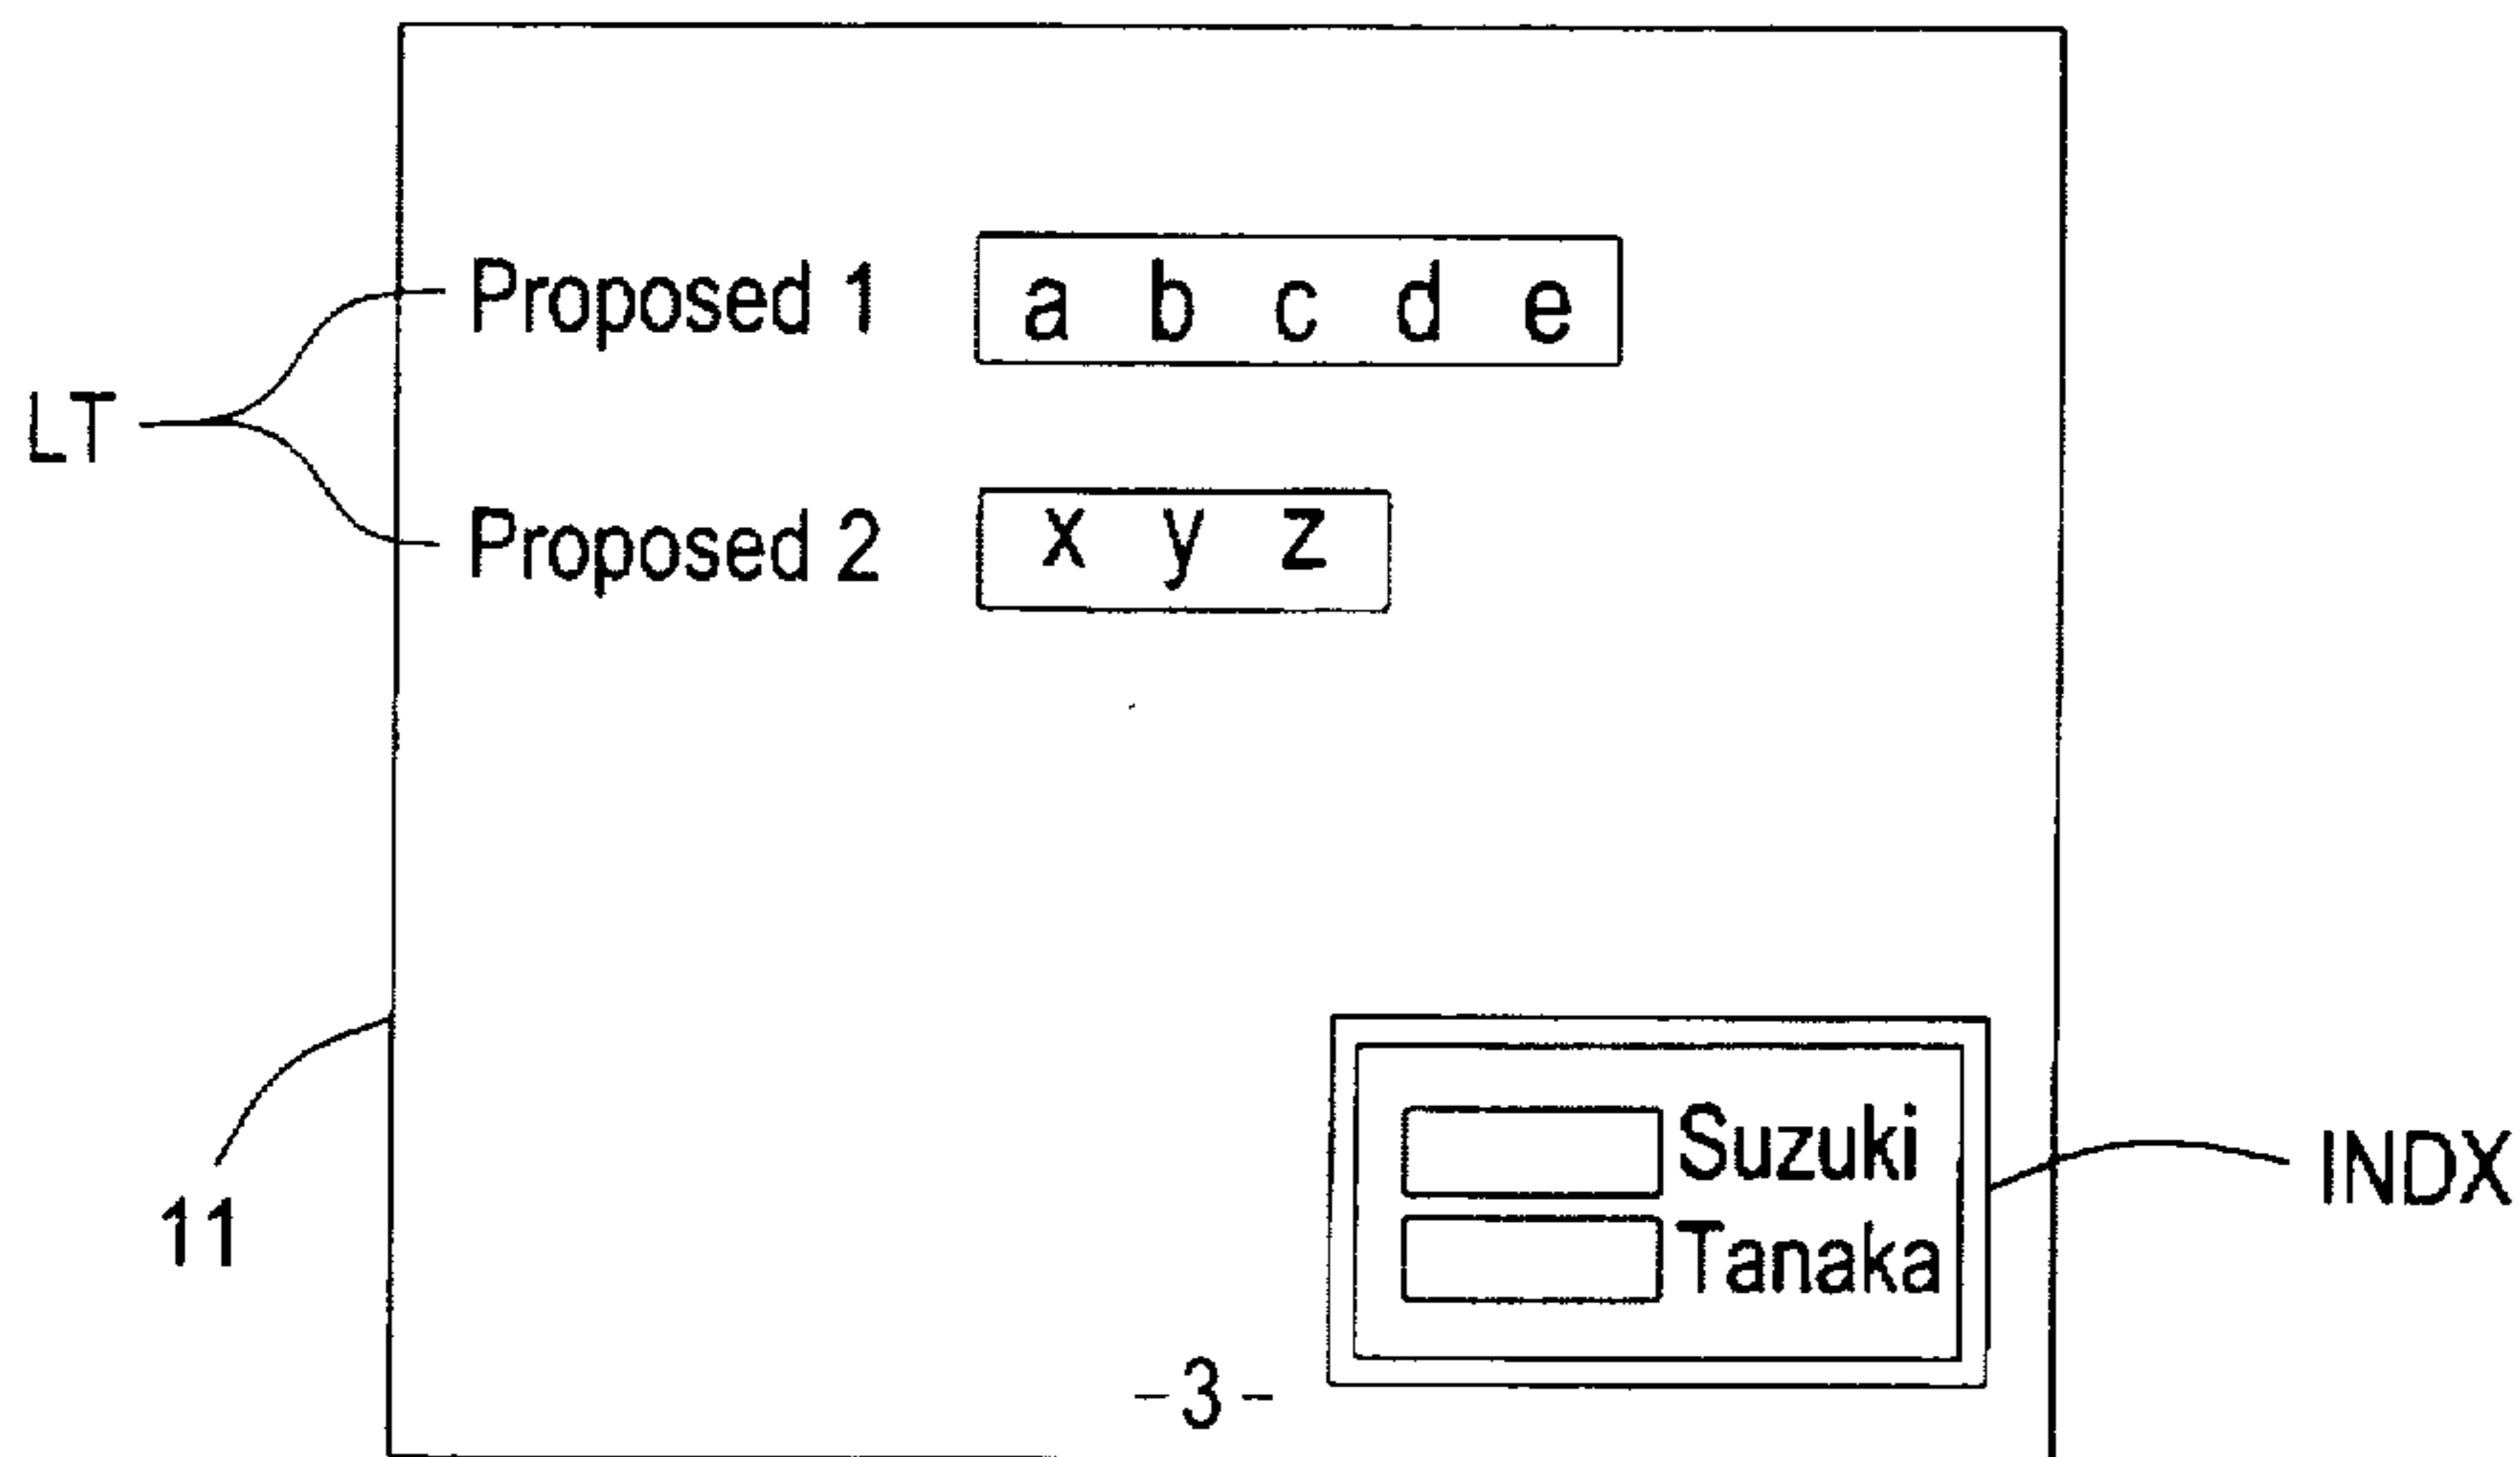 Proposed 1 a b c d e
LT
Proposed 2 x y z
Suzuki
INDX
11
Tanaka
-3-